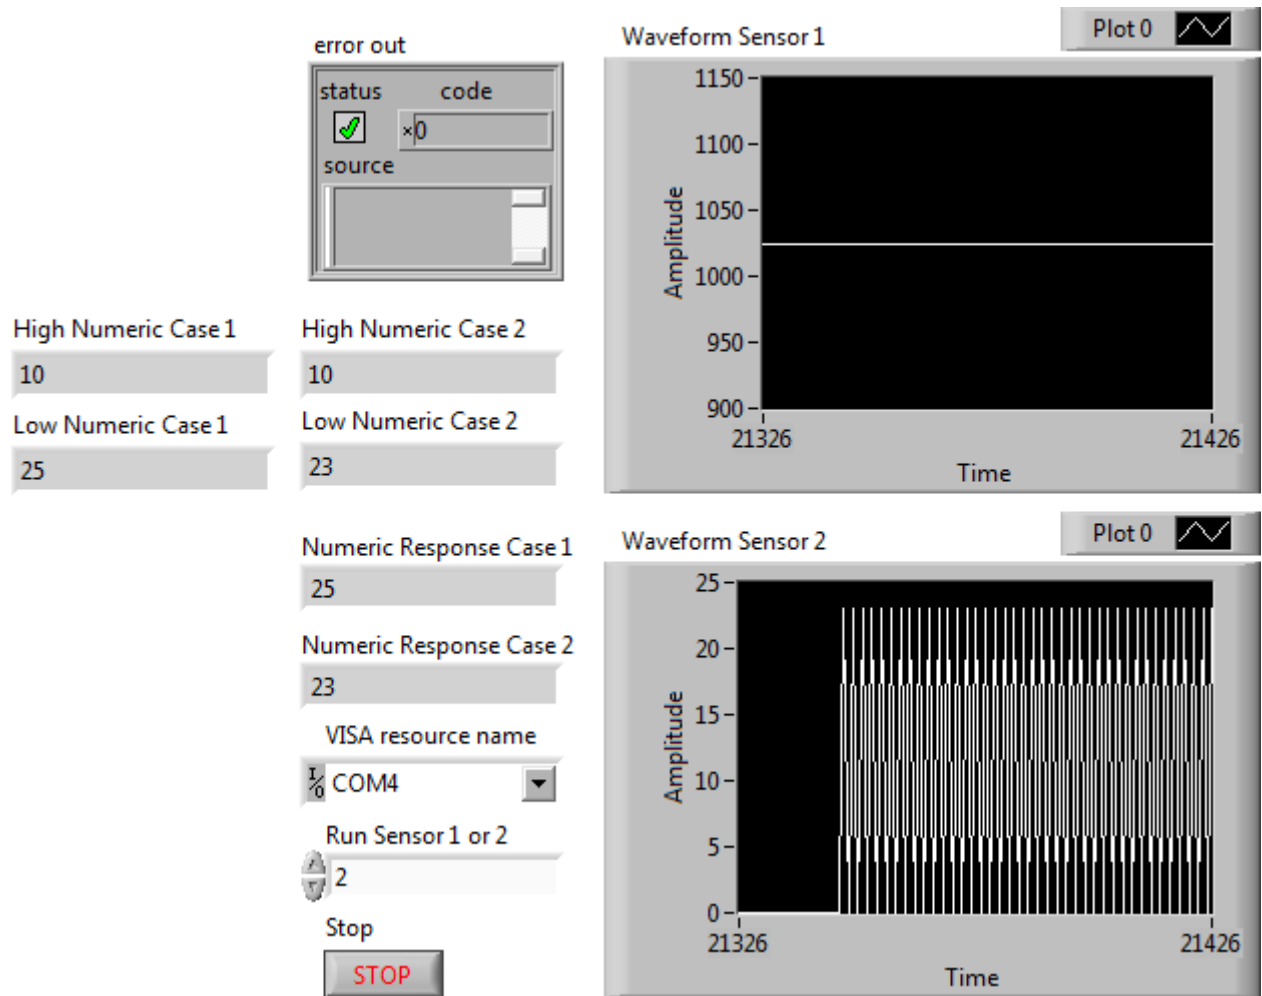 error out
status code
×0
source
High Numeric Case 1
10
Low Numeric Case 1
25
High Numeric Case 2
10
Low Numeric Case 2
23
Numeric Response Case 1
25
Numeric Response Case 2
23
VISA resource name
I/O COM4
Run Sensor 1 or 2
2
Stop
STOP
Waveform Sensor 1
Plot 0
Amplitude
1150
1100
1050
1000
950
900
21326 21426
Time
Waveform Sensor 2
Plot 0
Amplitude
25
20
15
10
5
0
21326 21426
Time